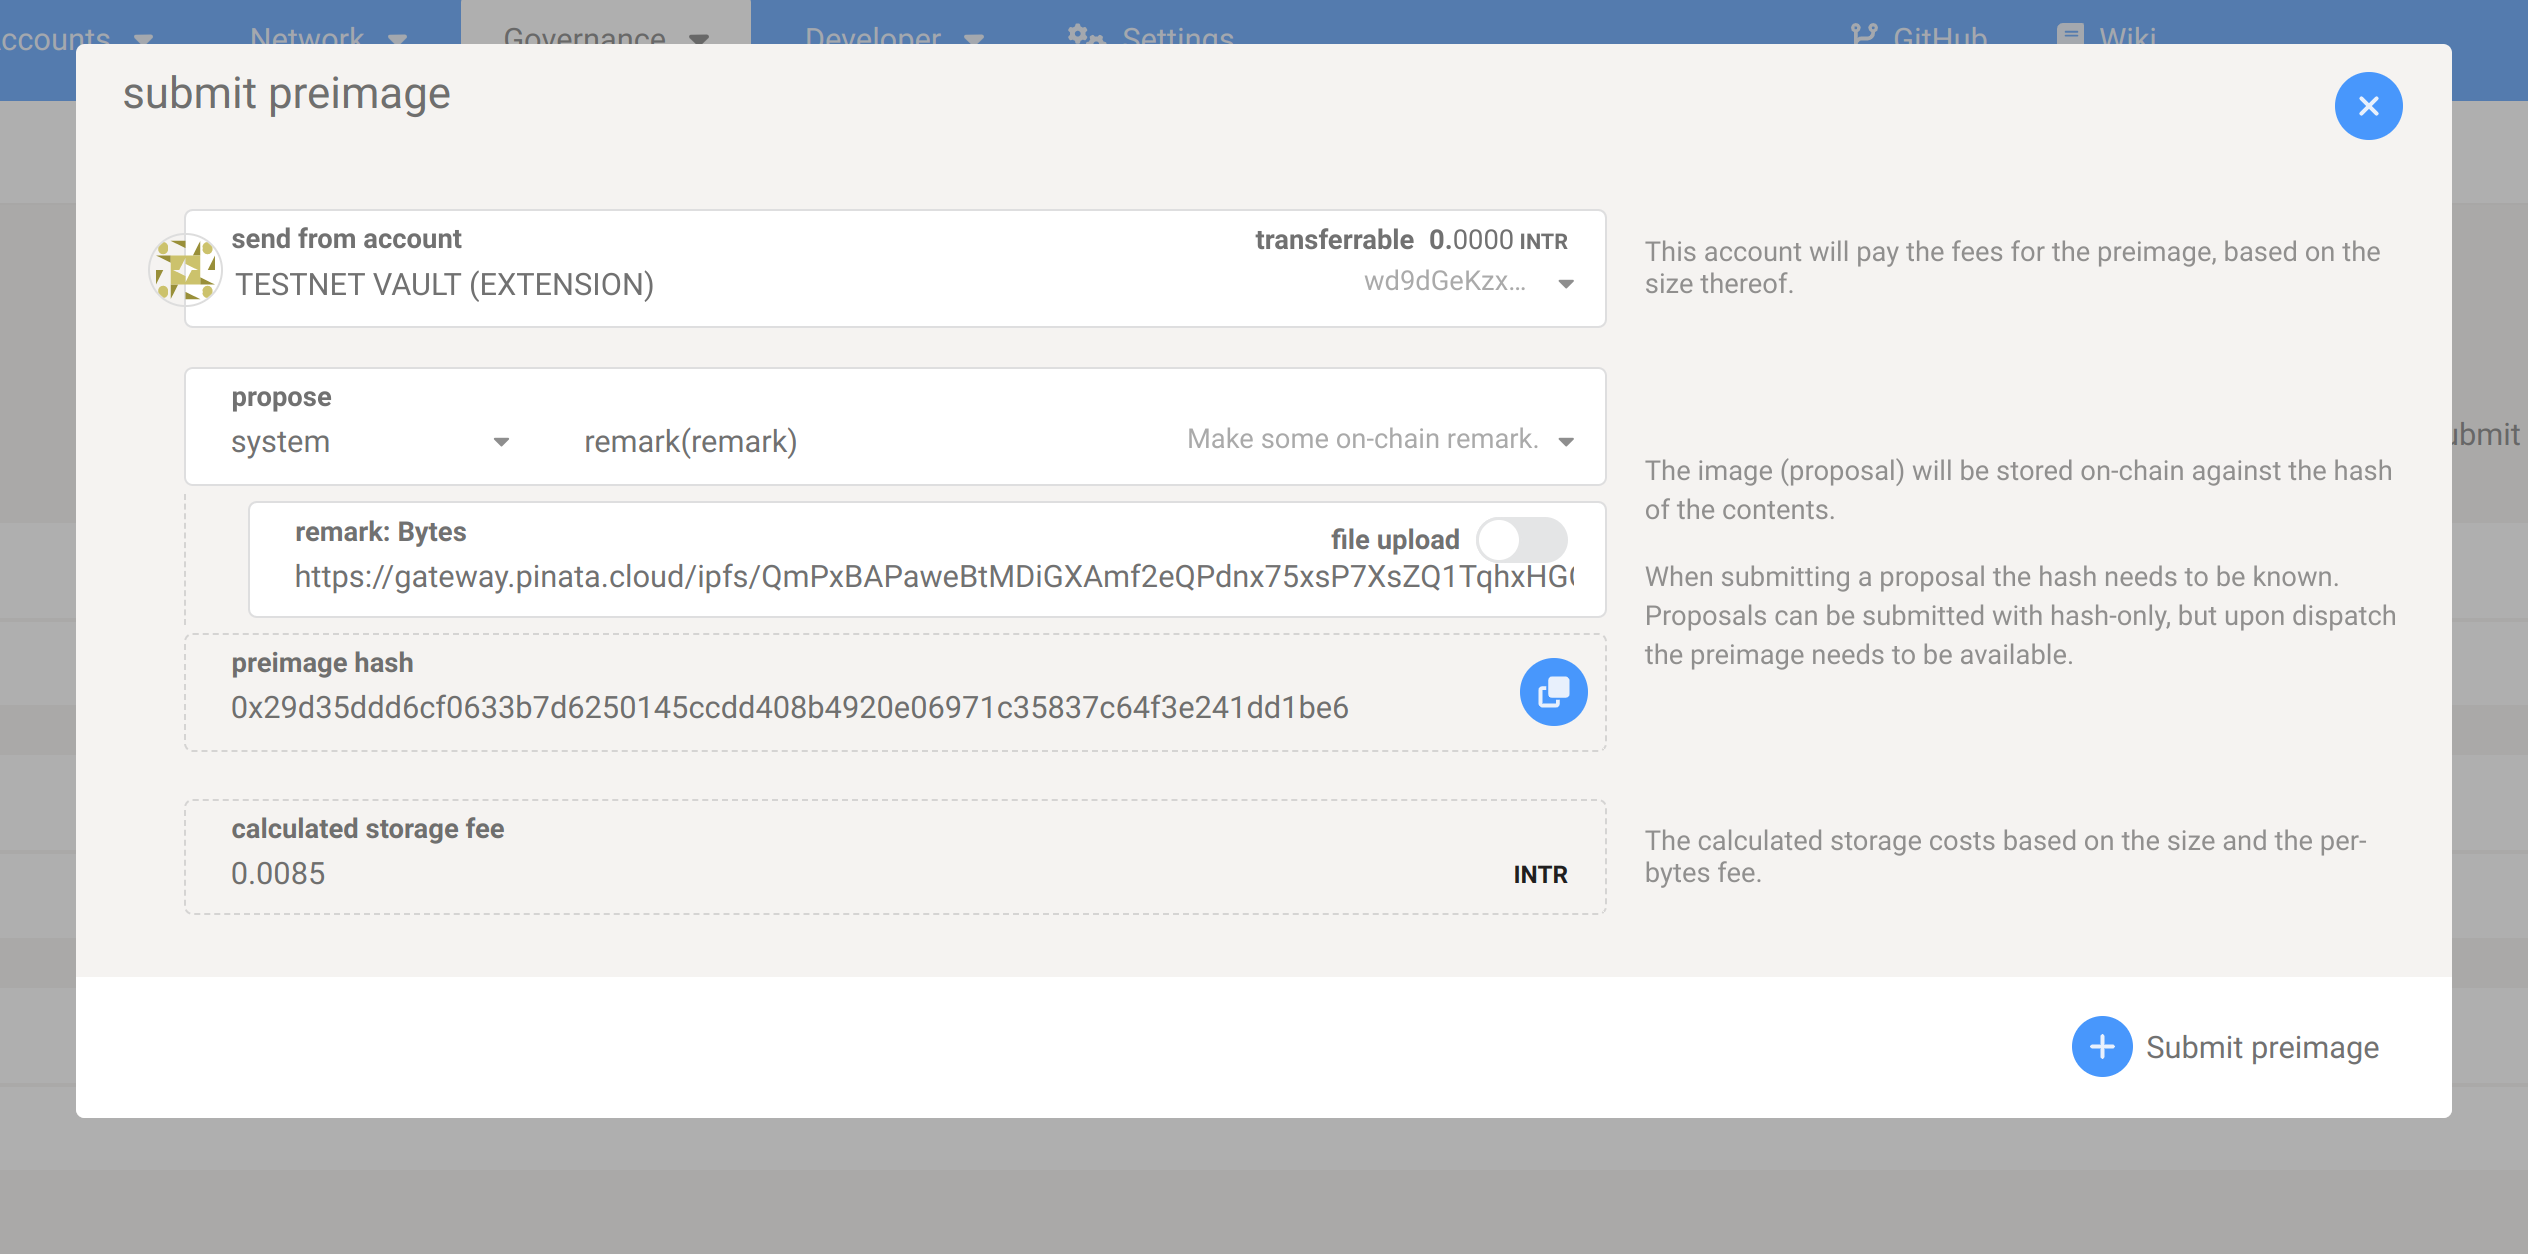 ccounts Network Governance Developer Settings GitHub Wiki
submit preimage
send from account
transferrable 0.0000 INTR
TESTNET VAULT (EXTENSION)
wd9dGeKzx...
This account will pay the fees for the preimage, based on the
size thereof.
propose
system
remark(remark)
Make some on-chain remark.
ubmit
The image (proposal) will be stored on-chain against the hash
of the contents.
remark: Bytes
file upload
https://gateway.pinata.cloud/ipfs/QmPxBAPaweBtMDiGXAmf2eQPdnx75xsP7XsZQ1TqhxHG
When submitting a proposal the hash needs to be known.
Proposals can be submitted with hash-only, but upon dispatch
the preimage needs to be available.
preimage hash
0x29d35ddd6cf0633b7d6250145ccdd408b4920e06971c35837c64f3e241dd1be6
calculated storage fee
0.0085
INTR
The calculated storage costs based on the size and the per-
bytes fee.
Submit preimage